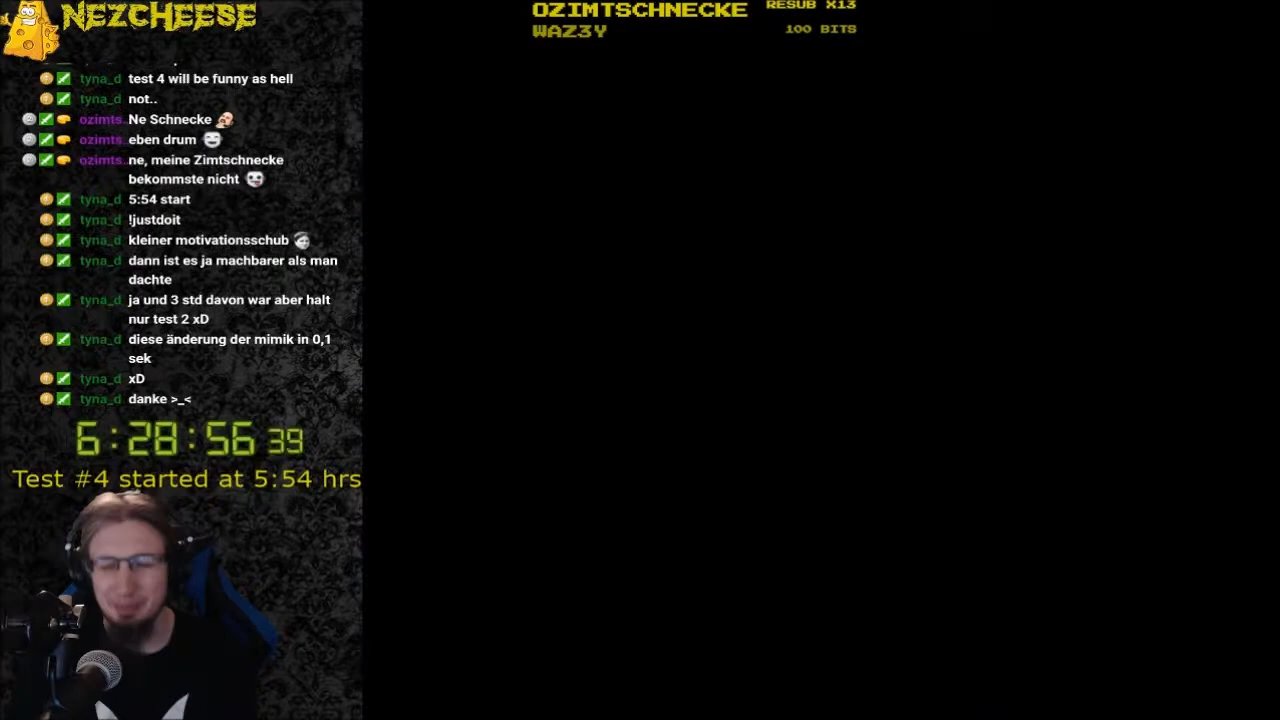 NEZCHEESE
OZIMTSCHNECKE RESUB X13
WAZ3Y 100 BITS
tyna_d test 4 will be funny as hell
tyna_d not..
ozimts.. Ne Schnecke
ozimts.. eben drum
ozimts.. ne, meine Zimtschnecke
bekommste nicht
tyna_d 5:54 start
tyna_d !justdoit
tyna_d kleiner motivationsschub
tyna_d dann ist es ja machbarer als man
dachte
tyna_d ja und 3 std davon war aber halt
nur test 2 xD
tyna_d diese änderung der mimik in 0,1
sek
tyna_d xD
tyna_d danke >_<
6:28:56 39
Test #4 started at 5:54 hrs